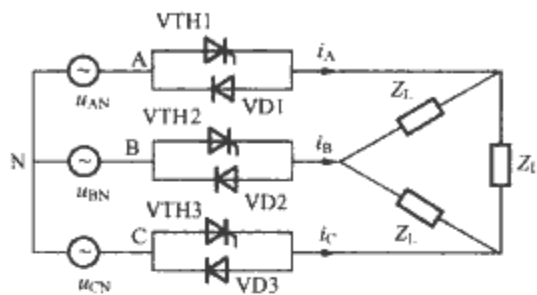 VTH1
A
i_A
u_AN
VD1
Z_L
VTH2
N
B
i_B
Z_L
u_BN
VD2
VTH3
Z_L
C
i_C
u_CN
VD3